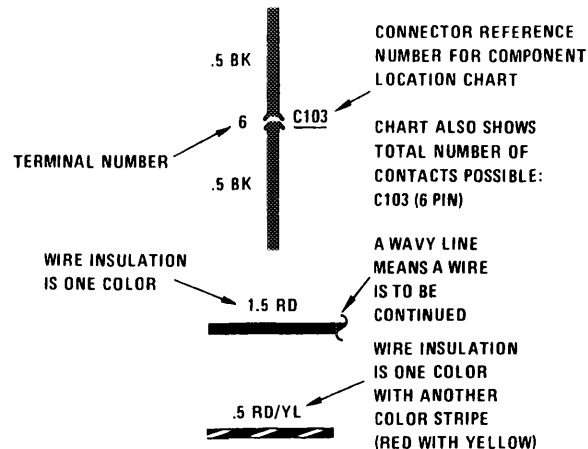 .5 BK
CONNECTOR REFERENCE
NUMBER FOR COMPONENT
LOCATION CHART
6
C103
TERMINAL NUMBER
.5 BK
CHART ALSO SHOWS
TOTAL NUMBER OF
CONTACTS POSSIBLE:
C103 (6 PIN)
WIRE INSULATION
IS ONE COLOR
1.5 RD
A WAVY LINE
MEANS A WIRE
IS TO BE
CONTINUED
.5 RD/YL
WIRE INSULATION
IS ONE COLOR
WITH ANOTHER
COLOR STRIPE
(RED WITH YELLOW)